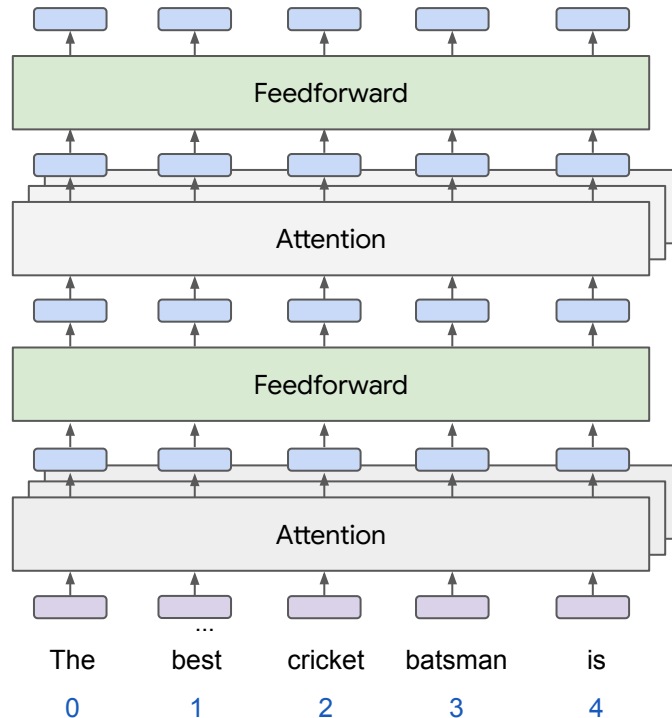 Feedforward
Attention
Feedforward
Attention
...
The best cricket batsman is
0 1 2 3 4